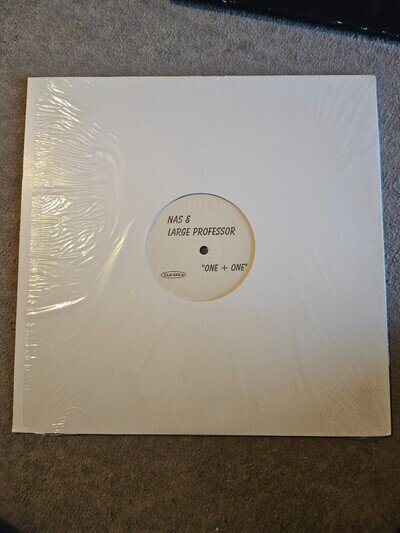 NAS &
LARGE PROFESSOR
"ONE + ONE"